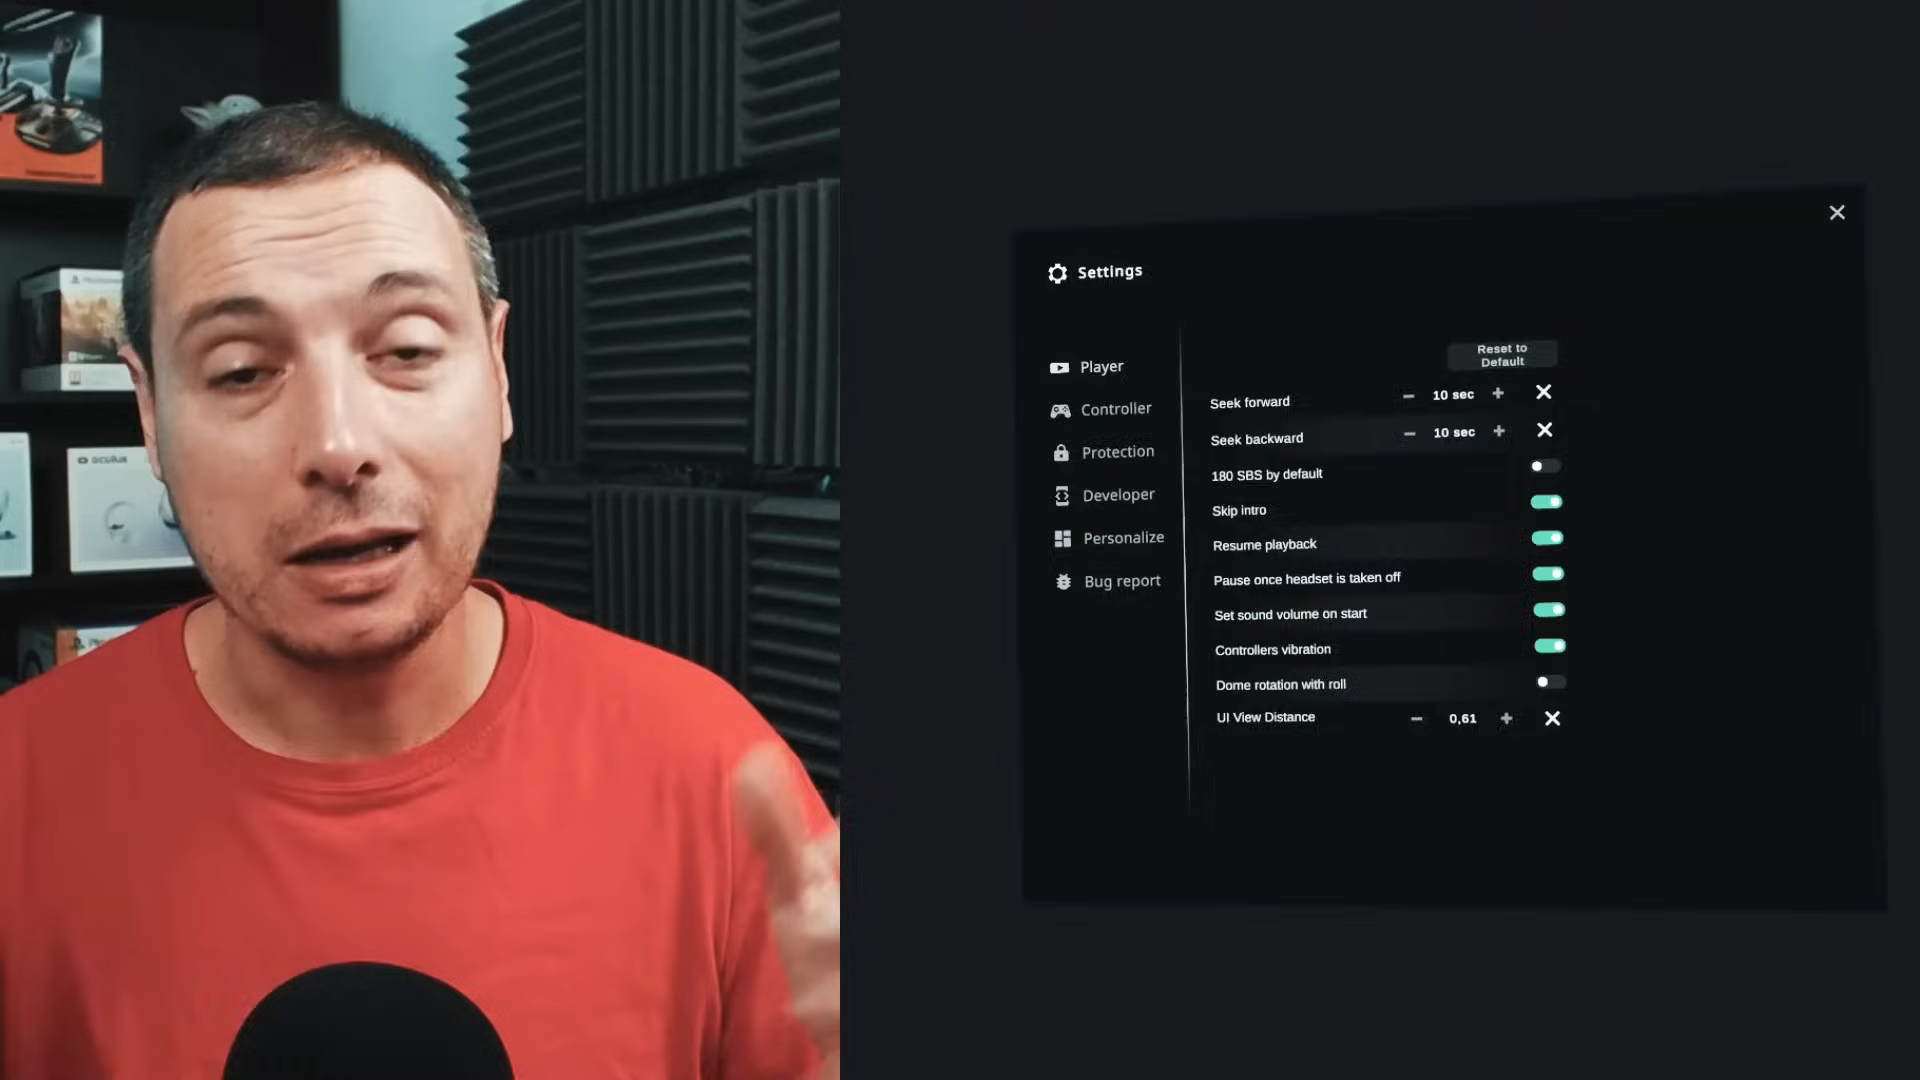 oculus
Settings
Player
Controller
Protection
Developer
Personalize
Bug report
Reset to
Default
Seek forward 10 sec
Seek backward 10 sec
180 SBS by default
Skip intro
Resume playback
Pause once headset is taken off
Set sound volume on start
Controllers vibration
Dome rotation with roll
UI View Distance 0,61